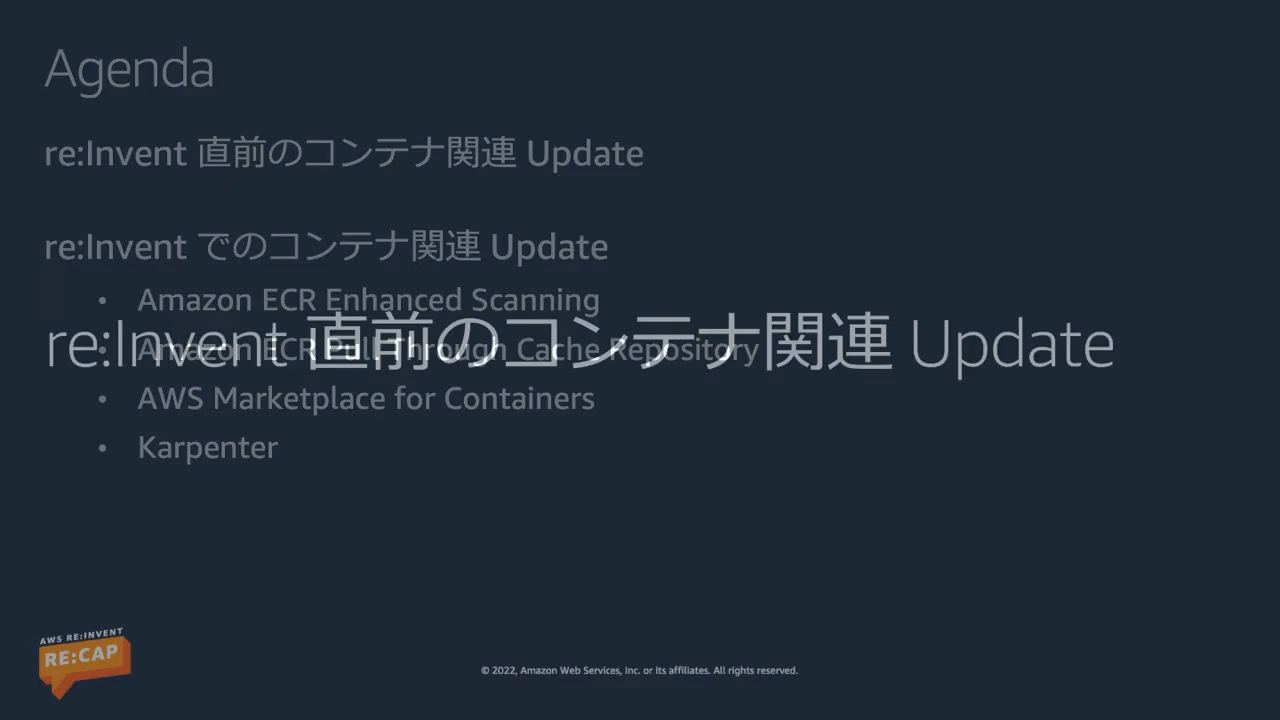 Agenda
re:Invent 直前のコンテナ関連 Update
re:Invent でのコンテナ関連 Update
• Amazon ECR Enhanced Scanning
re:Invent 直前のコンテナ関連 Update
• Amazon ECR Pull Through Cache Repository
• AWS Marketplace for Containers
• Karpenter
AWS RE:INVENT
RE:CAP
© 2022, Amazon Web Services, Inc. or its affiliates. All rights reserved.